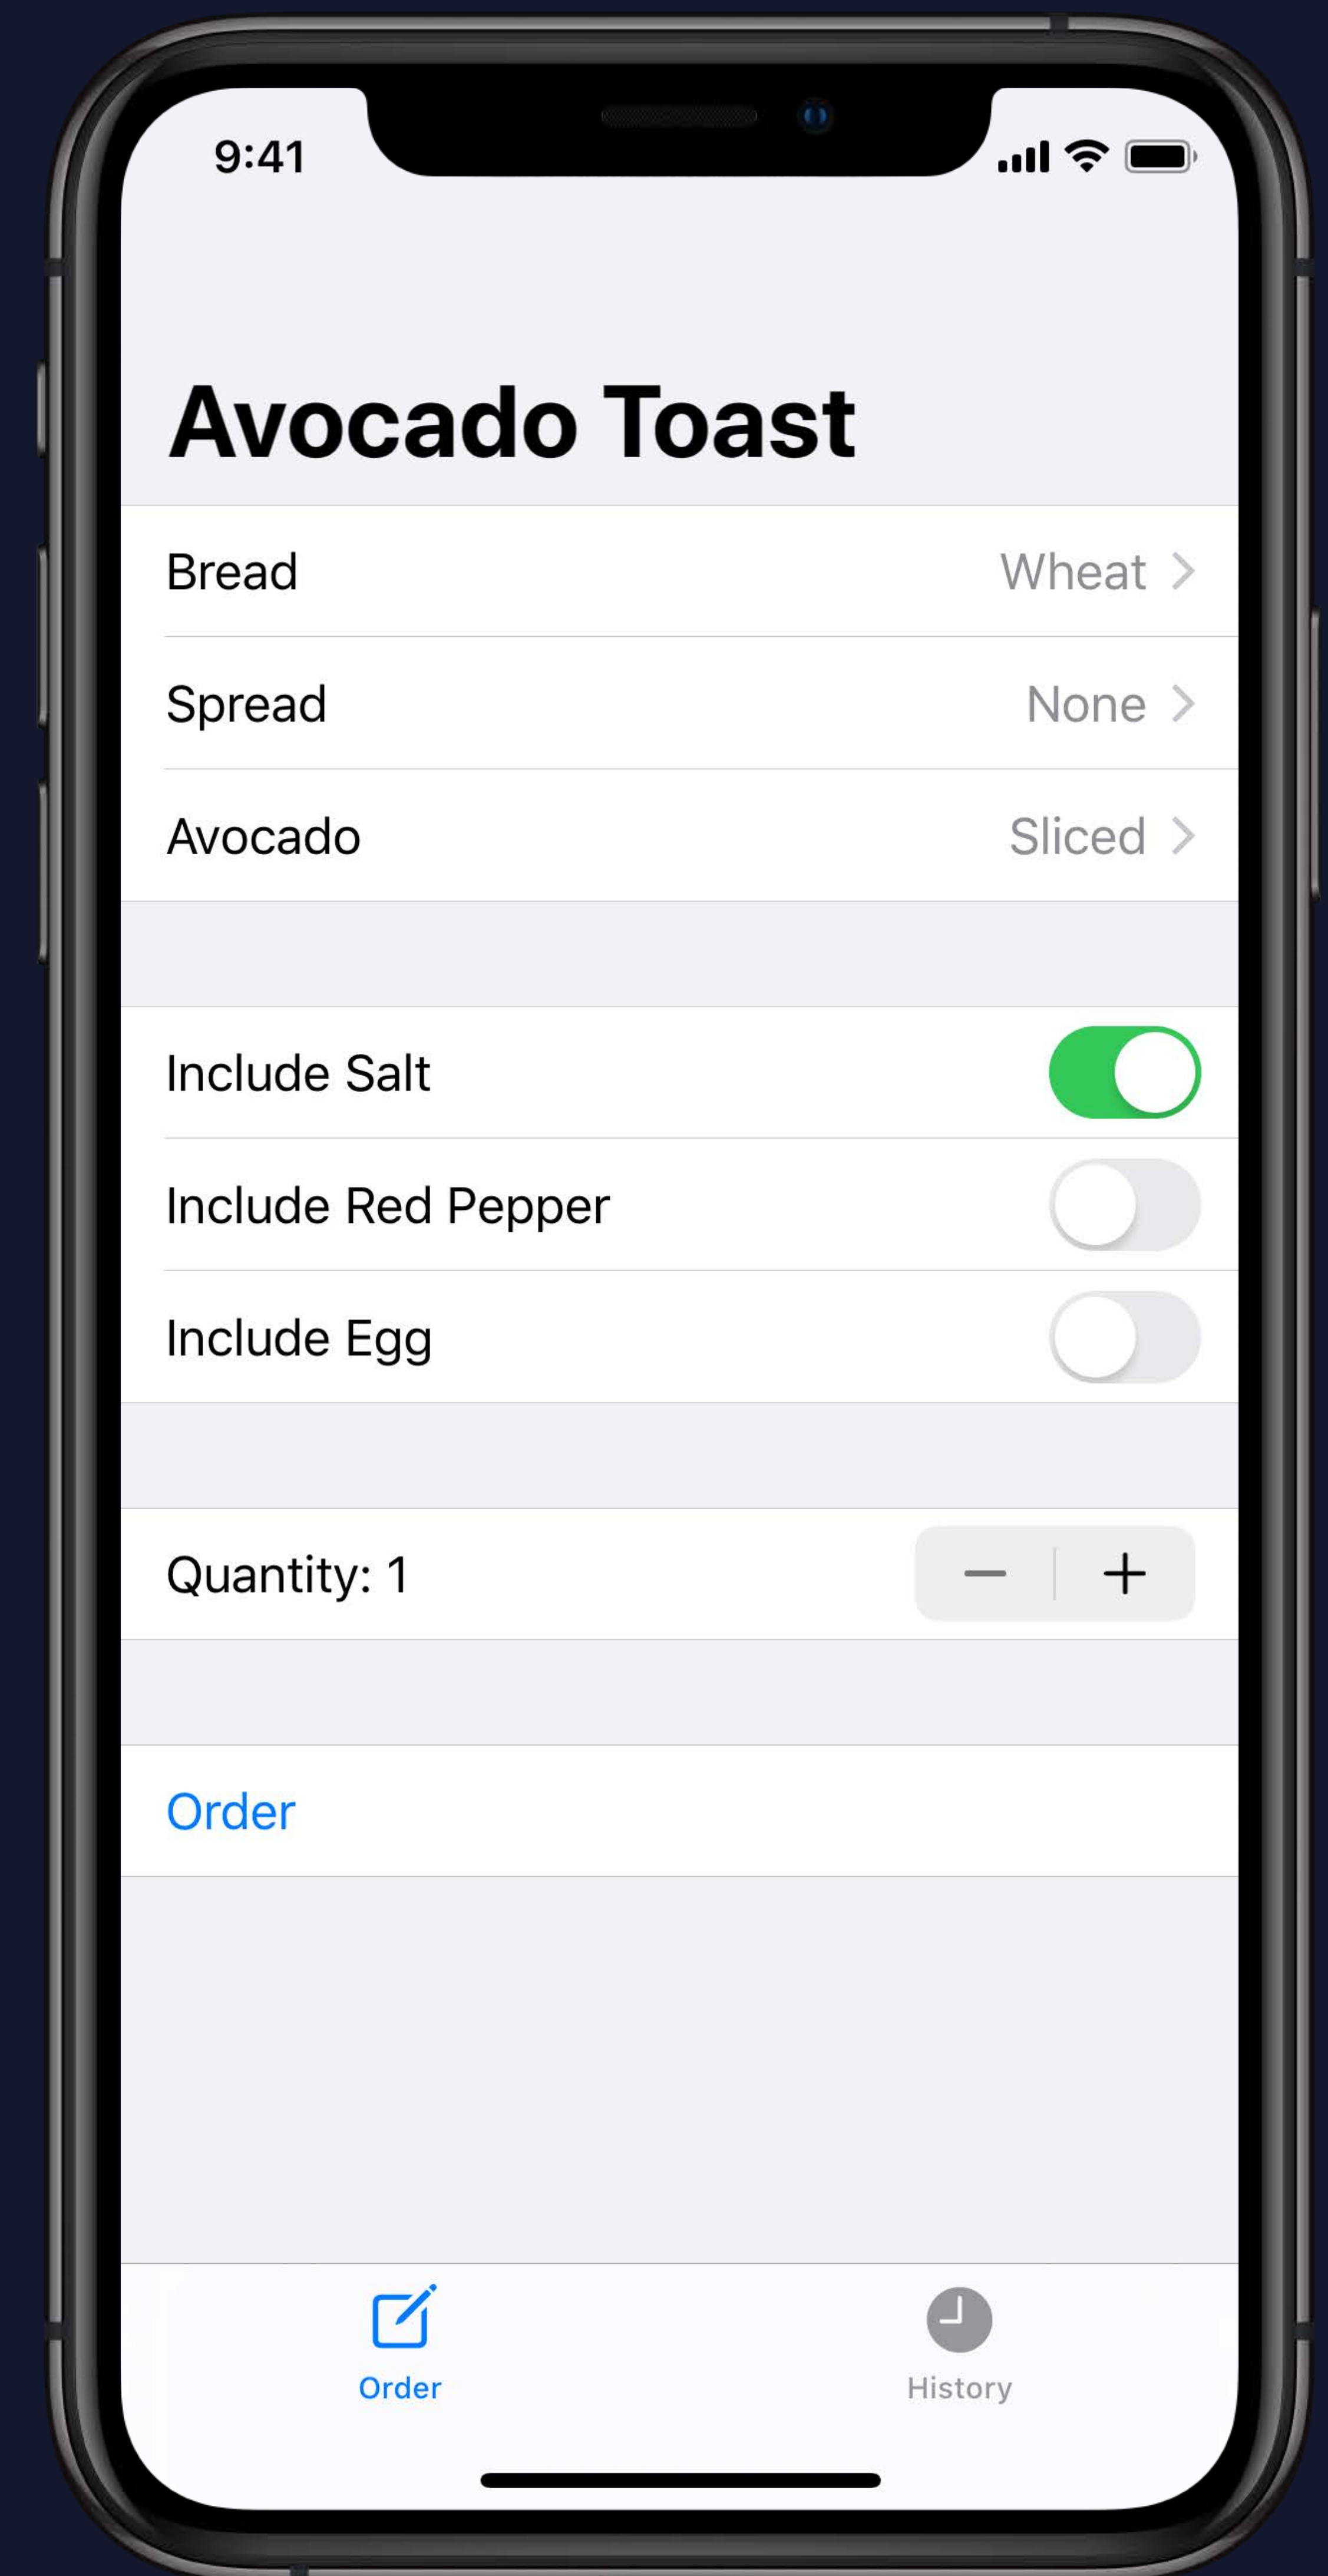 9:41
Avocado Toast
Bread Wheat
Spread None
Avocado Sliced
Include Salt
Include Red Pepper
Include Egg
Quantity: 1
Order
Order History